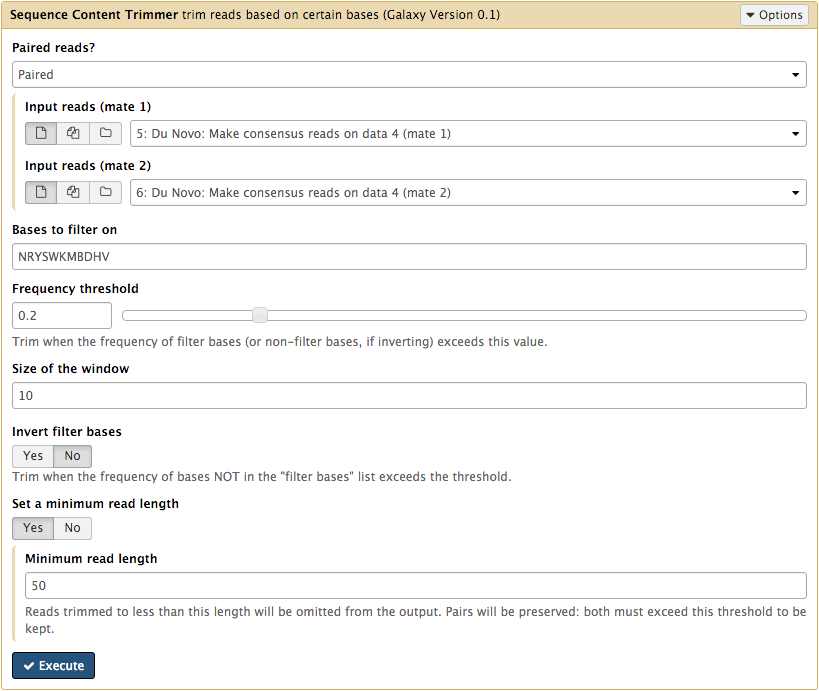 Sequence Content Trimmer trim reads based on certain bases (Galaxy Version 0.1)
Options
Paired reads?
Paired
Input reads (mate 1)
5: Du Novo: Make consensus reads on data 4 (mate 1)
Input reads (mate 2)
6: Du Novo: Make consensus reads on data 4 (mate 2)
Bases to filter on
NRYSWKMBDHV
Frequency threshold
0.2
Trim when the frequency of filter bases (or non-filter bases, if inverting) exceeds this value.
Size of the window
10
Invert filter bases
Yes No
Trim when the frequency of bases NOT in the "filter bases" list exceeds the threshold.
Set a minimum read length
Yes No
Minimum read length
50
Reads trimmed to less than this length will be omitted from the output. Pairs will be preserved: both must exceed this threshold to be
kept.
Execute